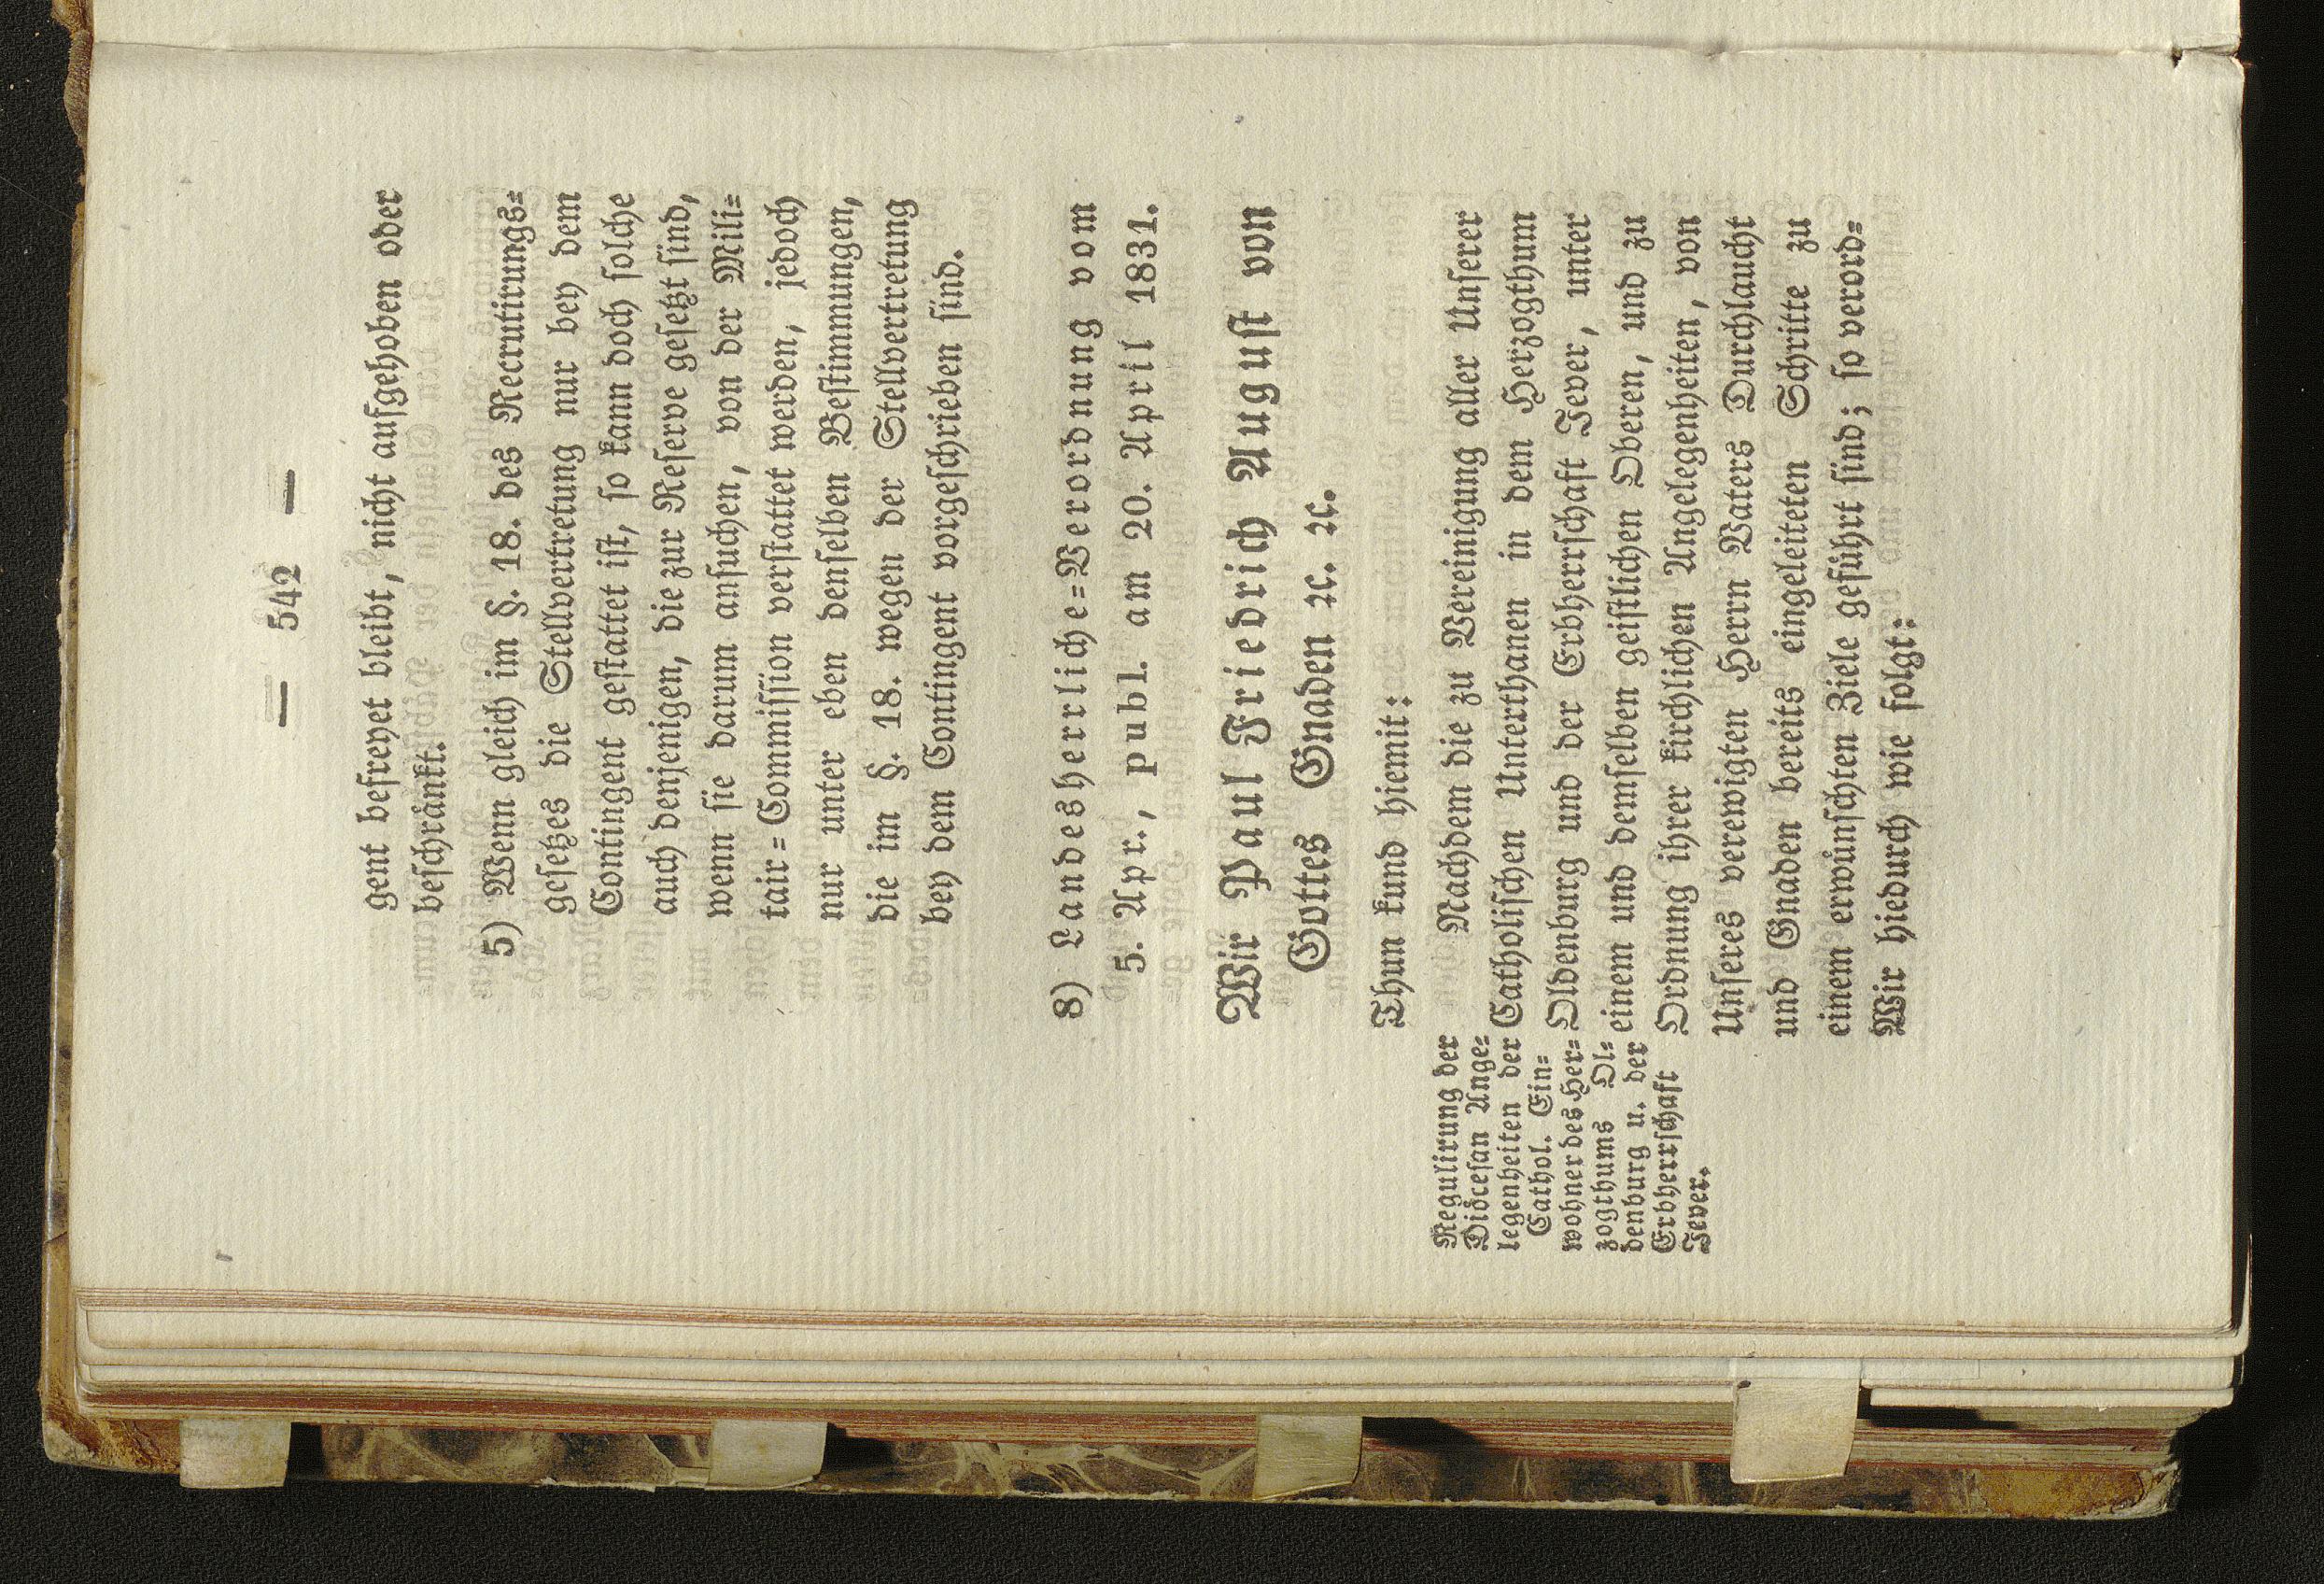 — 542 —
gent befreyet bleibt, nicht aufgehoben oder
beschränkt.
5) Wenn gleich im §. 18. des Recrutirungs=
gesetzes die Stellvertretung nur bey dem
Contingent gestattet ist, so kann doch solche
auch denjenigen, die zur Reserve gesetzt sind,
wenn sie darum ansuchen, von der Mili=
tair=Commission verstattet werden, jedoch
nur unter eben denselben Bestimmungen,
die im §. 18. wegen der Stellvertretung
bey dem Contingent vorgeschrieben sind.
8) Landesherrliche=Verordnung vom
5. Apr., publ. am 20. April 1831.
Wir Paul Friedrich August von
Gottes Gnaden ꝛc. ꝛc.
Thun kund hiemit:
Regulirung der
Diöcesan Ange=
legenheiten der
Cathol. Ein=
wohner des Her=
zogthums Ol=
denburg u. der
Erbherrschaft
Jever.
Nachdem die zu Vereinigung aller Unserer
Catholischen Unterthanen in dem Herzogthum
Oldenburg und der Erbherrschaft Jever, unter
einem und demselben geistlichen Oberen, und zu
Ordnung ihrer kirchlichen Angelegenheiten, von
Unseres verewigten Herrn Vaters Durchlaucht
und Gnaden bereits eingeleiteten Schritte zu
einem erwünschten Ziele geführt sind; so verord=
Wir hiedurch wie folgt: